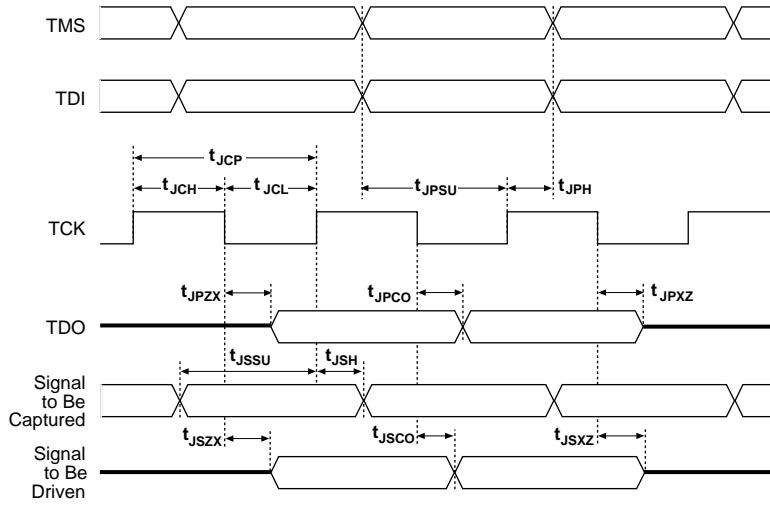 TMS
TDI
tJCP
tJCH
tJCL
tJPSU
tJPH
TCK
tJPZX
tJPCO
tJPXZ
TDO
tJSSU
tJSH
Signal
to Be
Captured
tJSZX
tJSCO
tJSXZ
Signal
to Be
Driven